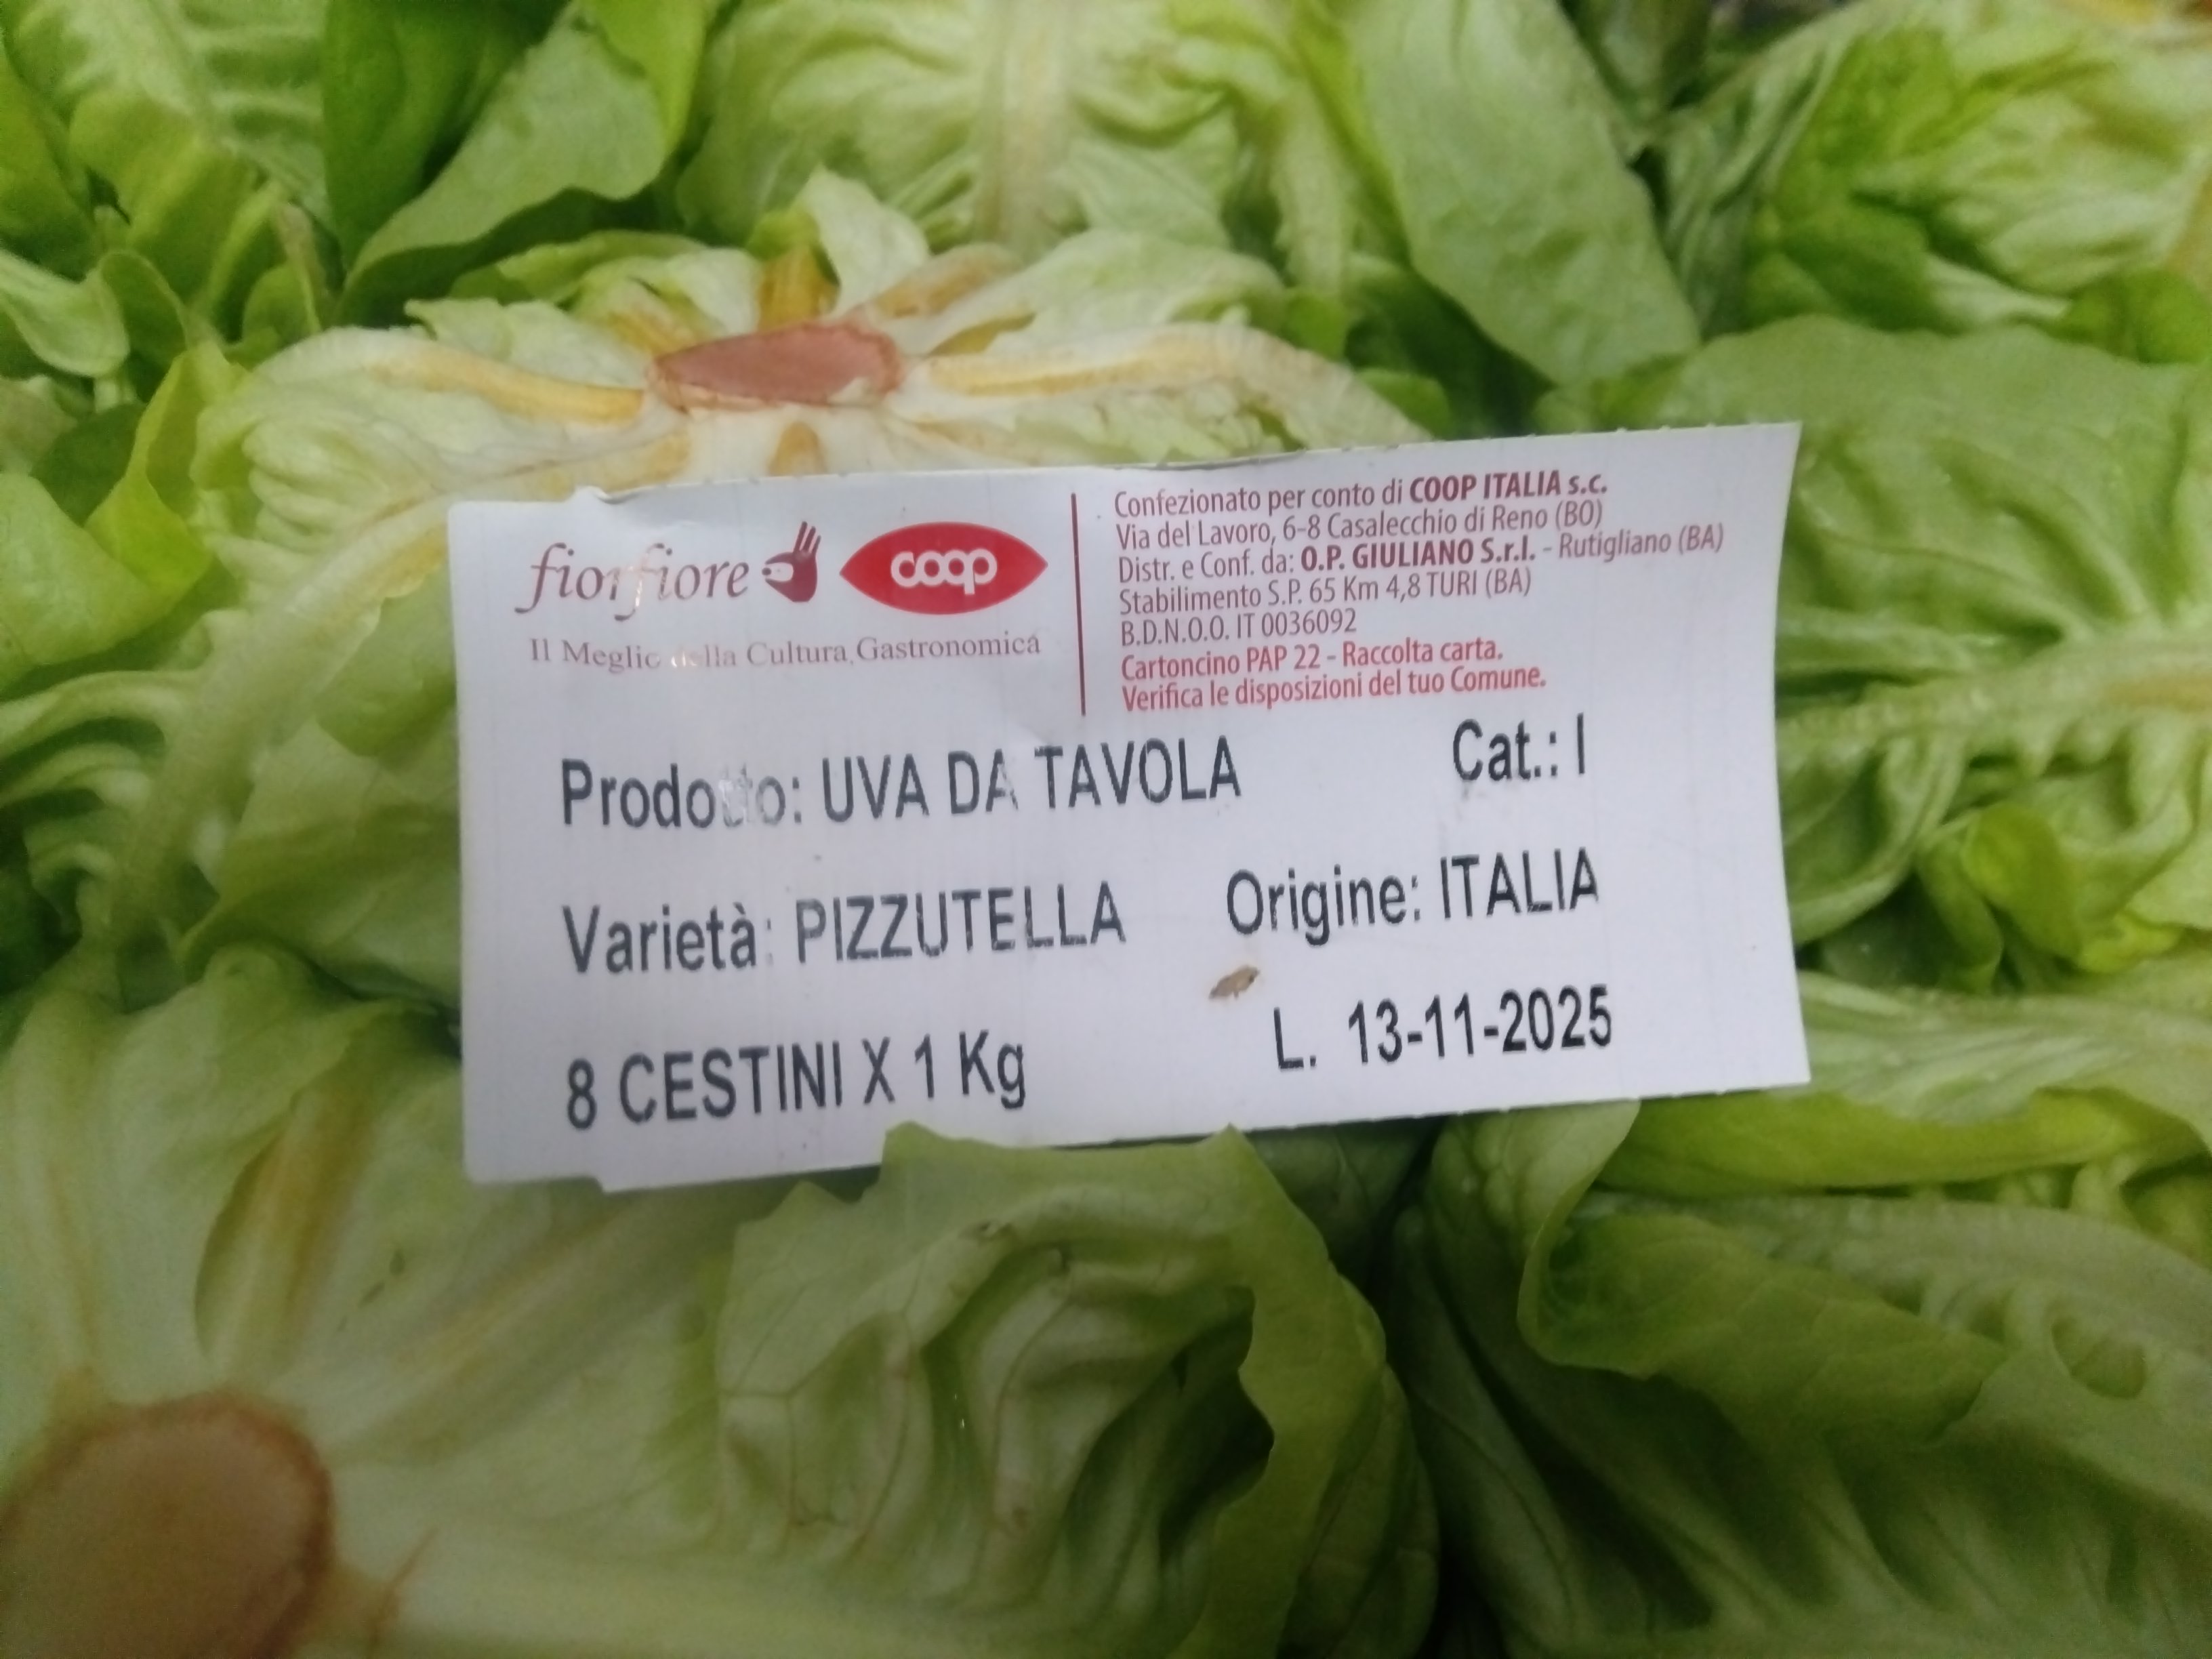 fiorfiore coop
Il Meglio della Cultura Gastronomica
Confezionato per conto di COOP ITALIA s.c.
Via del Lavoro, 6-8 Casalecchio di Reno (BO)
Distr. e Conf. da: O.P. GIULIANO S.r.l. - Rutigliano (BA)
Stabilimento S.P. 65 Km 4,8 TURI (BA)
B.D.N.O.O. IT 0036092
Cartoncino PAP 22 - Raccolta carta.
Verifica le disposizioni del tuo Comune.
Prodotto: UVA DA TAVOLA Cat.: I
Varietà: PIZZUTELLA Origine: ITALIA
8 CESTINI X 1 Kg L. 13-11-2025